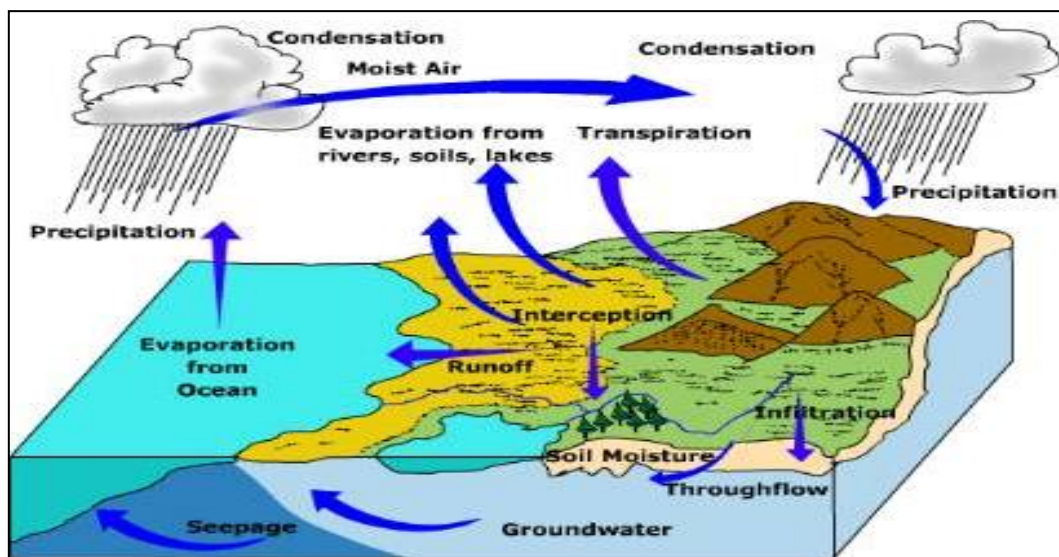 Condensation
Condensation
Moist Air
Evaporation from
rivers, soils, lakes
Transpiration
Precipitation
Precipitation
Interception
Evaporation
from
Ocean
Runoff
Infiltration
Soil Moisture
Throughflow
Seepage
Groundwater